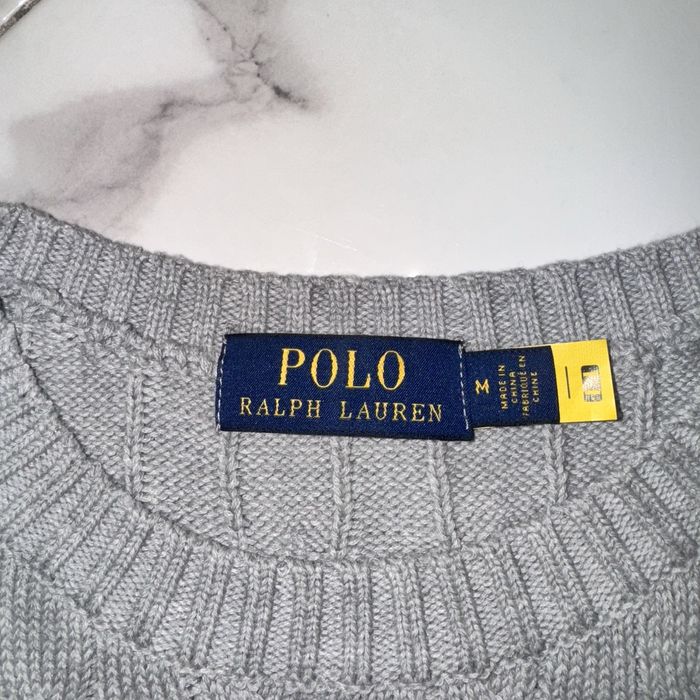 POLO
RALPH LAUREN
M
MADE IN
CHINA
FABRIQUÉ EN
CHINE